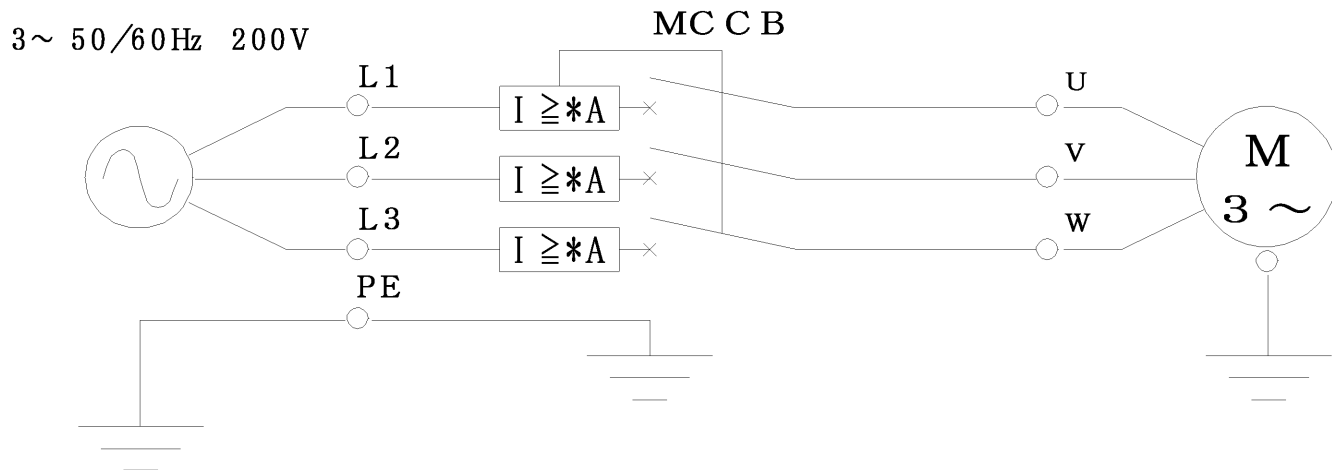 MCCB
3～ 50/60Hz 200V
L1
I ≧*A
U
L2
I ≧*A
V
M
3～
L3
I ≧*A
W
PE